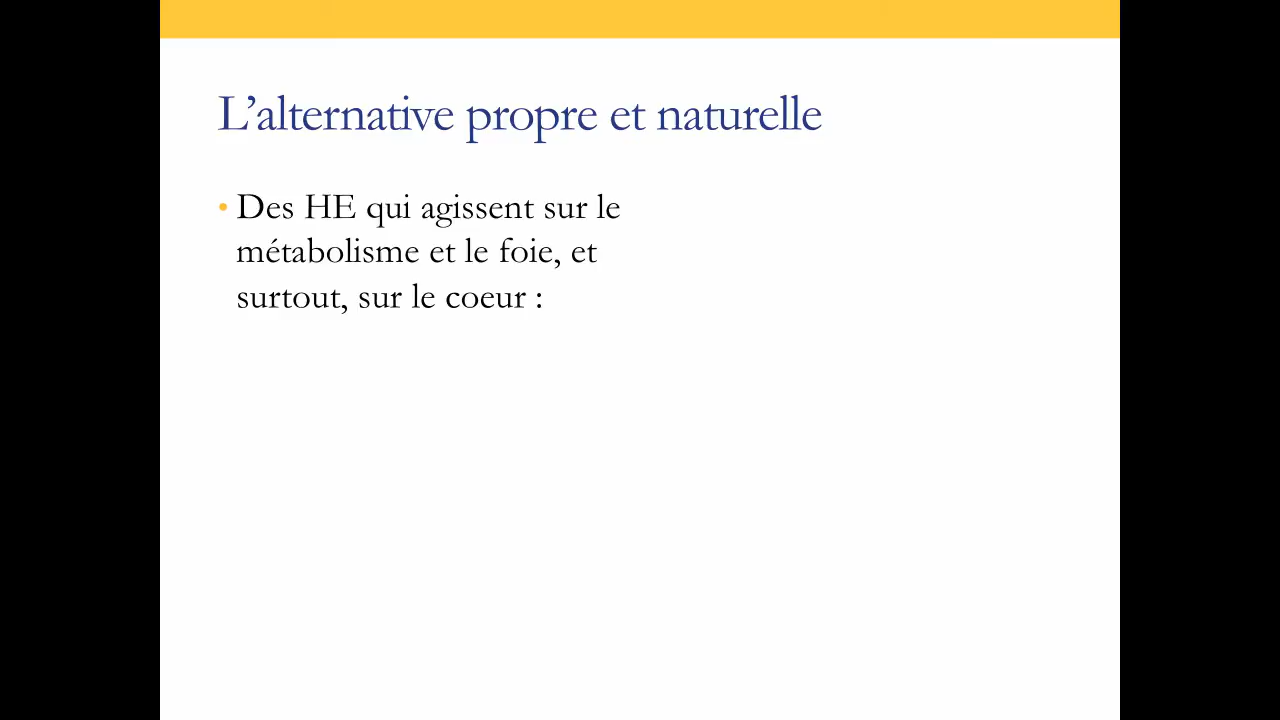 L’alternative propre et naturelle
• Des HE qui agissent sur le
métabolisme et le foie, et
surtout, sur le coeur :